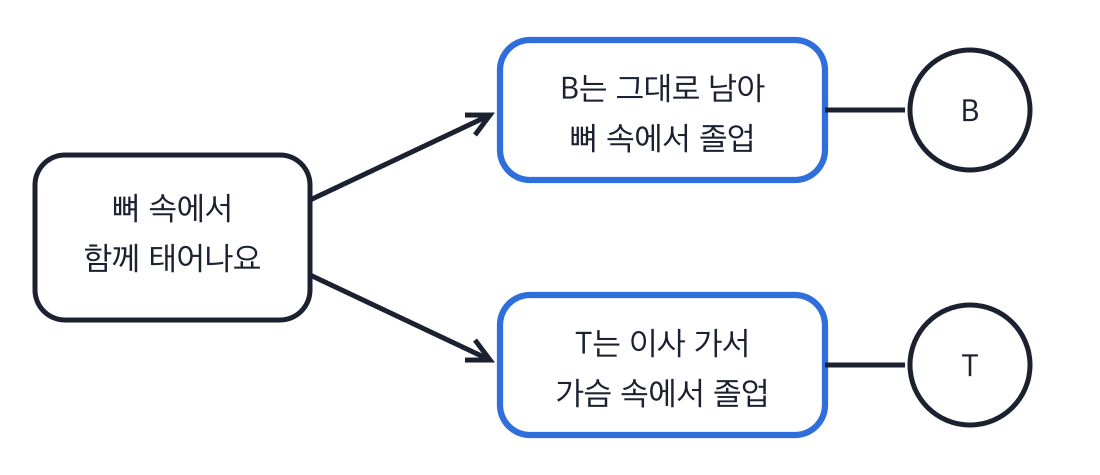 뼈 속에서
함께 태어나요
B는 그대로 남아
뼈 속에서 졸업
B
T는 이사 가서
가슴 속에서 졸업
T